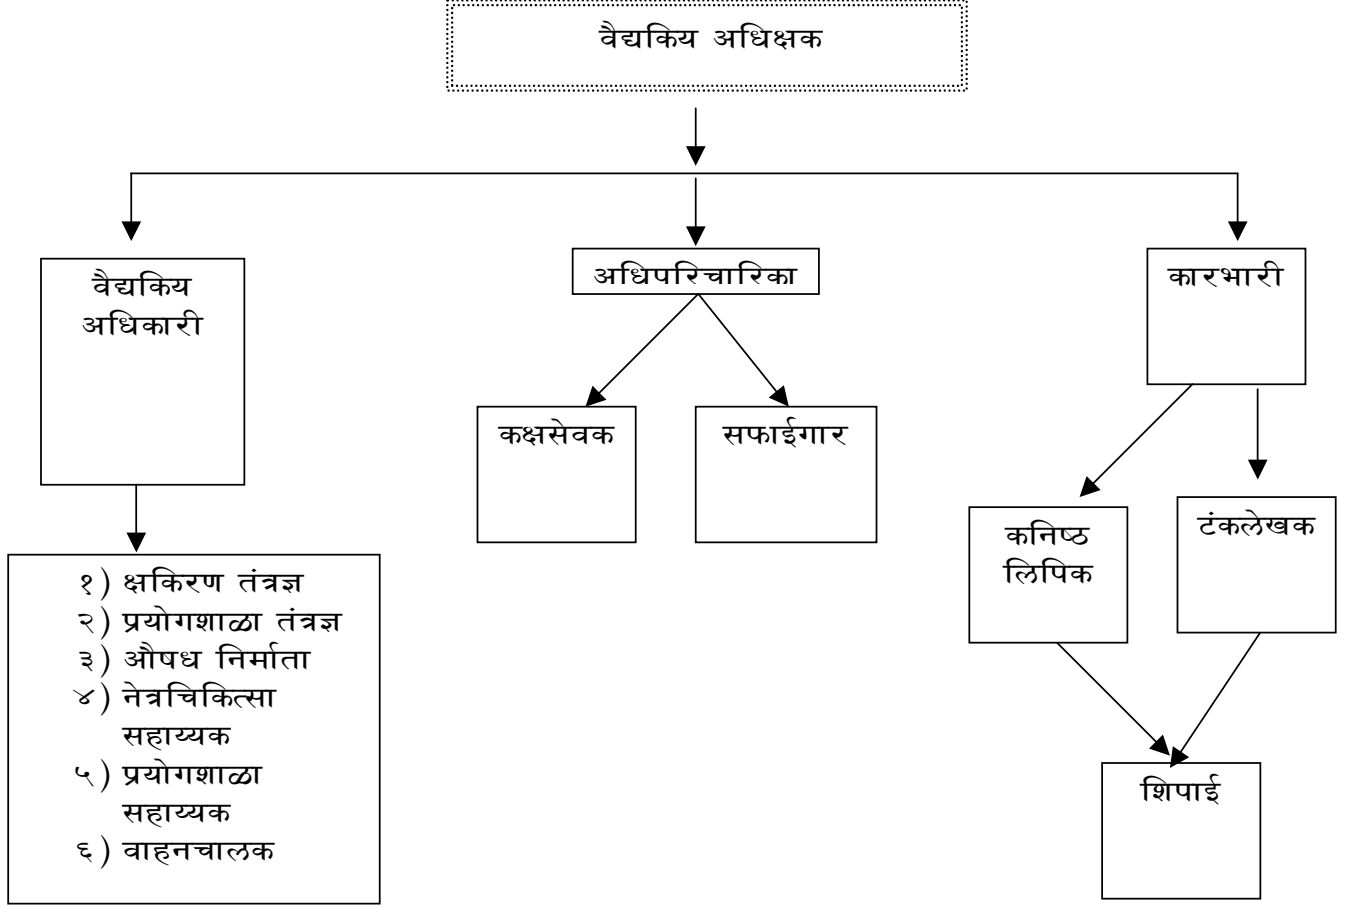 वैद्यकिय अधिक्षक
वैद्यकिय
अधिकारी
अधिपरिचारिका
कारभारी
कक्षसेवक
सफाईगार
कनिष्ठ
लिपिक
टंकलेखक
१) क्षकिरण तंत्रज्ञ
२) प्रयोगशाळा तंत्रज्ञ
३) औषध निर्माता
४) नेत्रचिकित्सा
सहाय्यक
५) प्रयोगशाळा
सहाय्यक
६) वाहनचालक
शिपाई